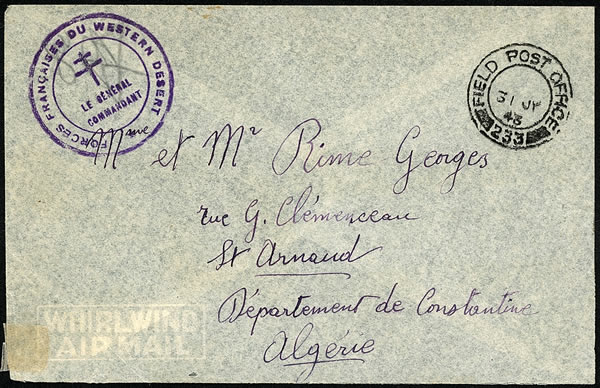 FORCES FRANÇAISES DU WESTERN DESERT
LE GÉNÉRAL
COMMANDANT
FIELD POST OFFICE
31 JY
43
233
Mme et Mr Rime Georges
rue G. Clémenceau
St Arnaud
Département de Constantine
Algérie
WHIRLWIND
AIR MAIL